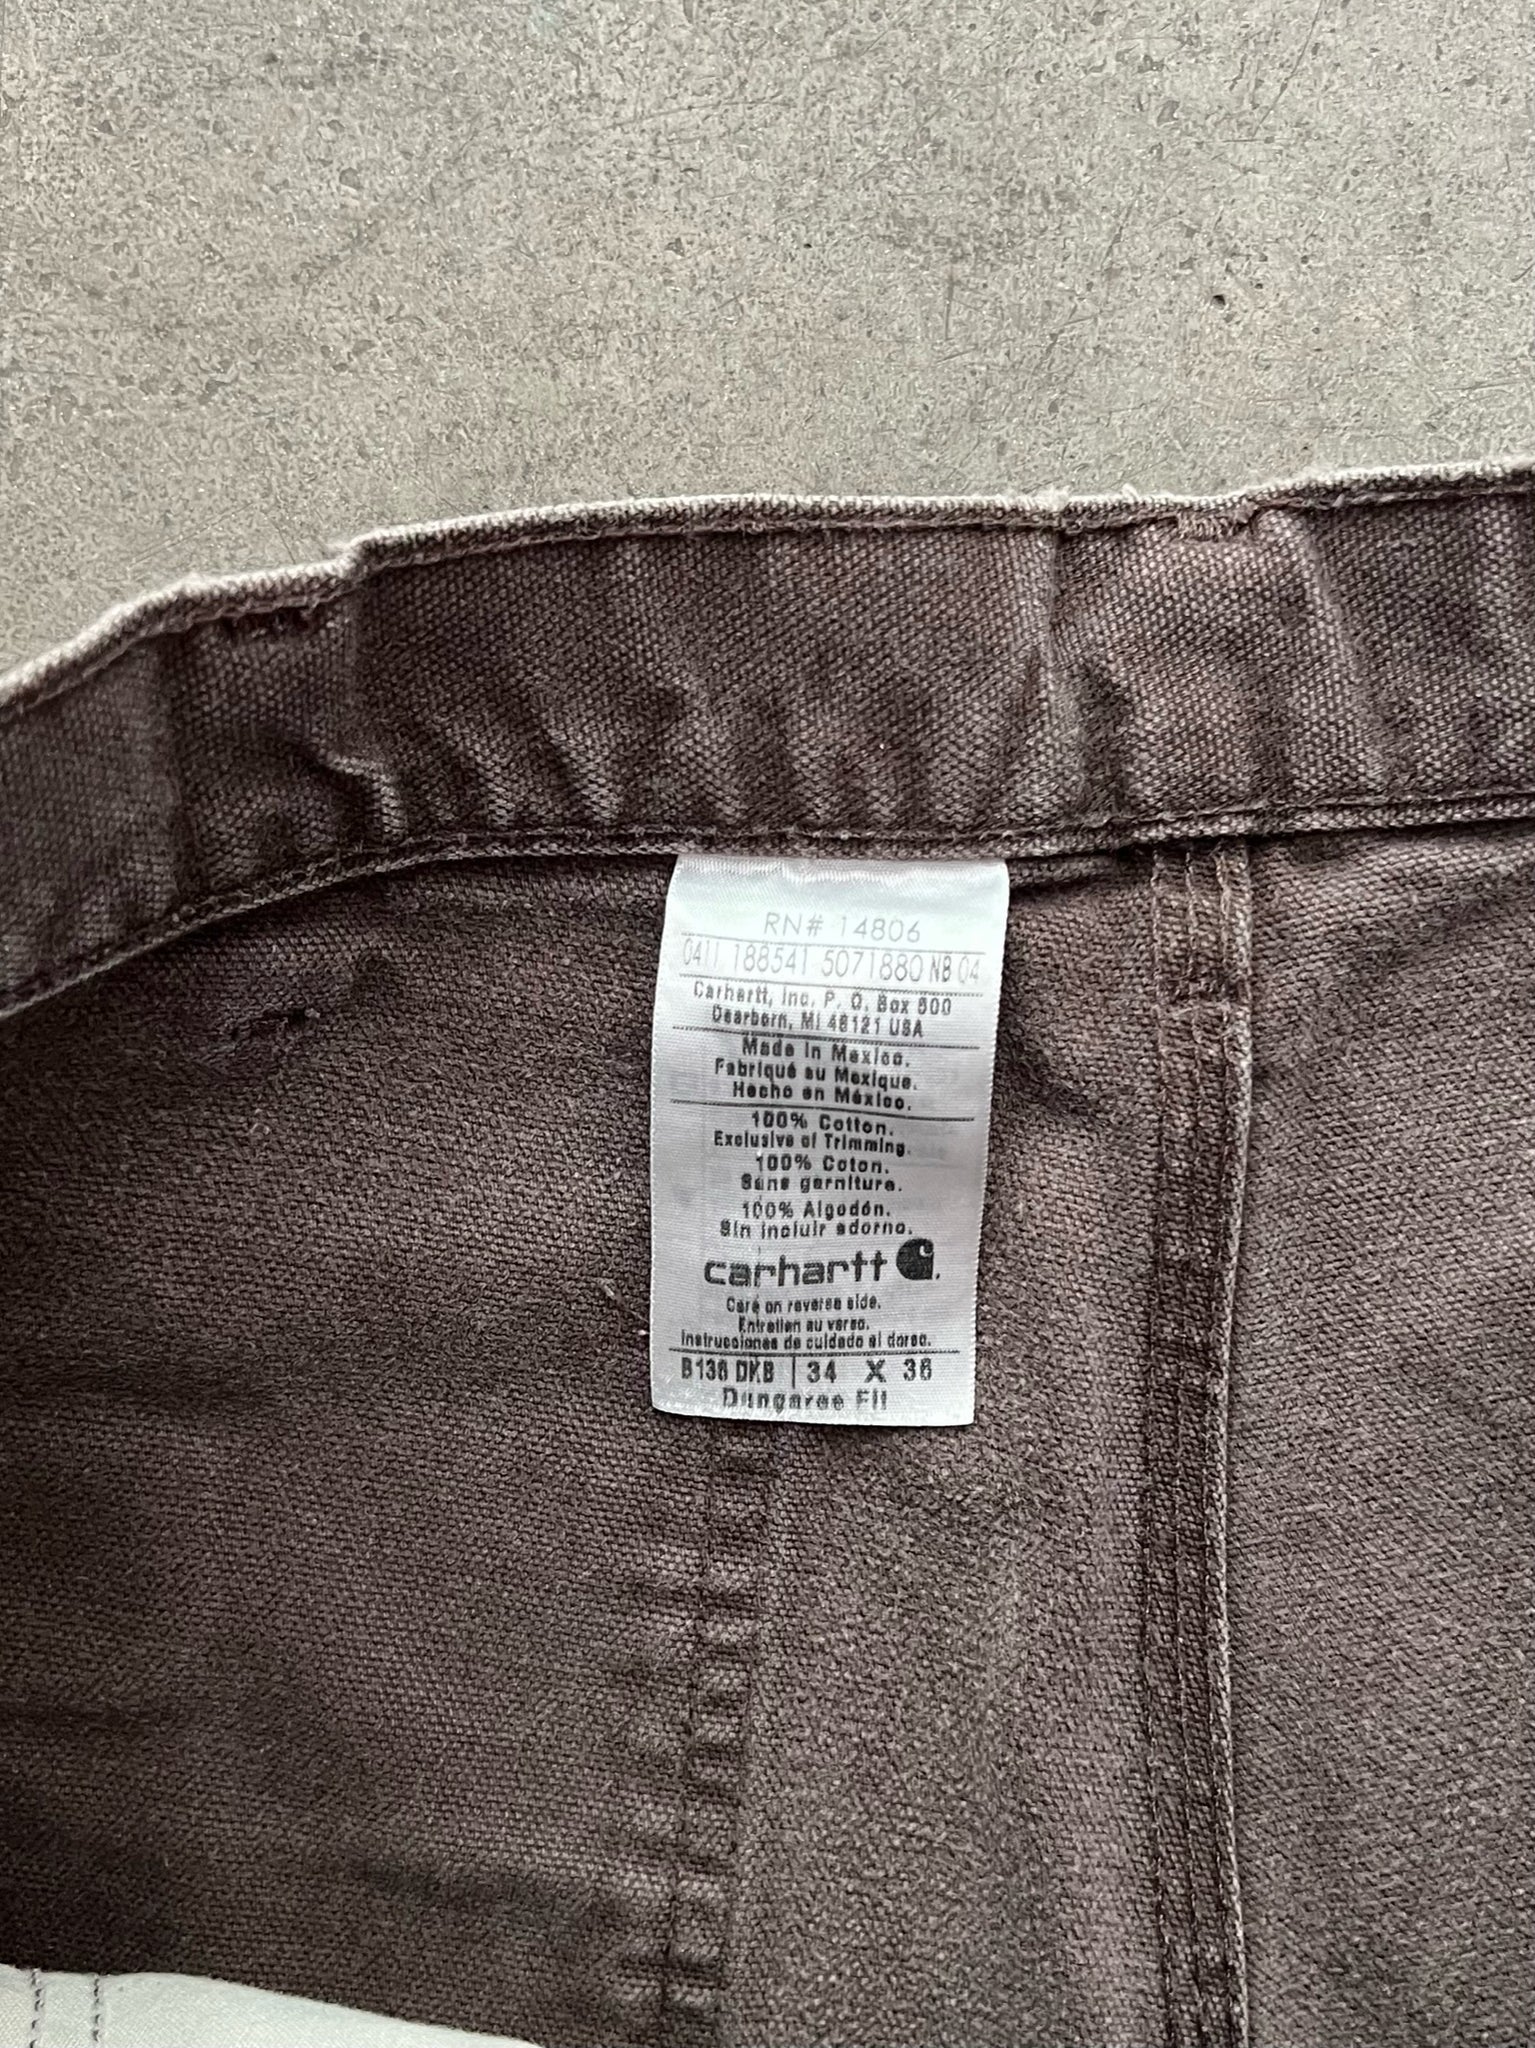 RN# 14806
0411 188541 5071880 NB 04
Carhartt, Inc. P. O. Box 600
Dearborn, MI 48121 USA
Made in Mexico.
Fabriqué au Mexique.
Hecho en México.
100% Cotton.
Exclusive of Trimming.
100% Coton.
Sans garniture.
100% Algodón.
Sin incluir adorno.
carhartt
Care on reverse side.
Entretien au verso.
Instrucciones de cuidado al dorso.
B136 DKB | 34 X 36
Dungaree Fit